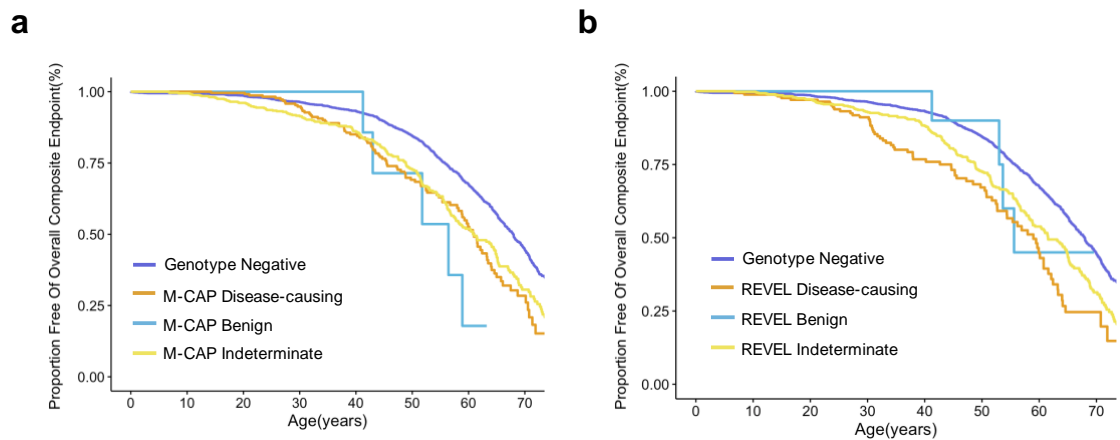 a
Proportion Free Of Overall Composite Endpoint(%)
1.00
0.75
0.50
0.25
0.00
Genotype Negative
M-CAP Disease-causing
M-CAP Benign
M-CAP Indeterminate
0 10 20 30 40 50 60 70
Age(years)
b
Proportion Free Of Overall Composite Endpoint(%)
1.00
0.75
0.50
0.25
0.00
Genotype Negative
REVEL Disease-causing
REVEL Benign
REVEL Indeterminate
0 10 20 30 40 50 60 70
Age(years)